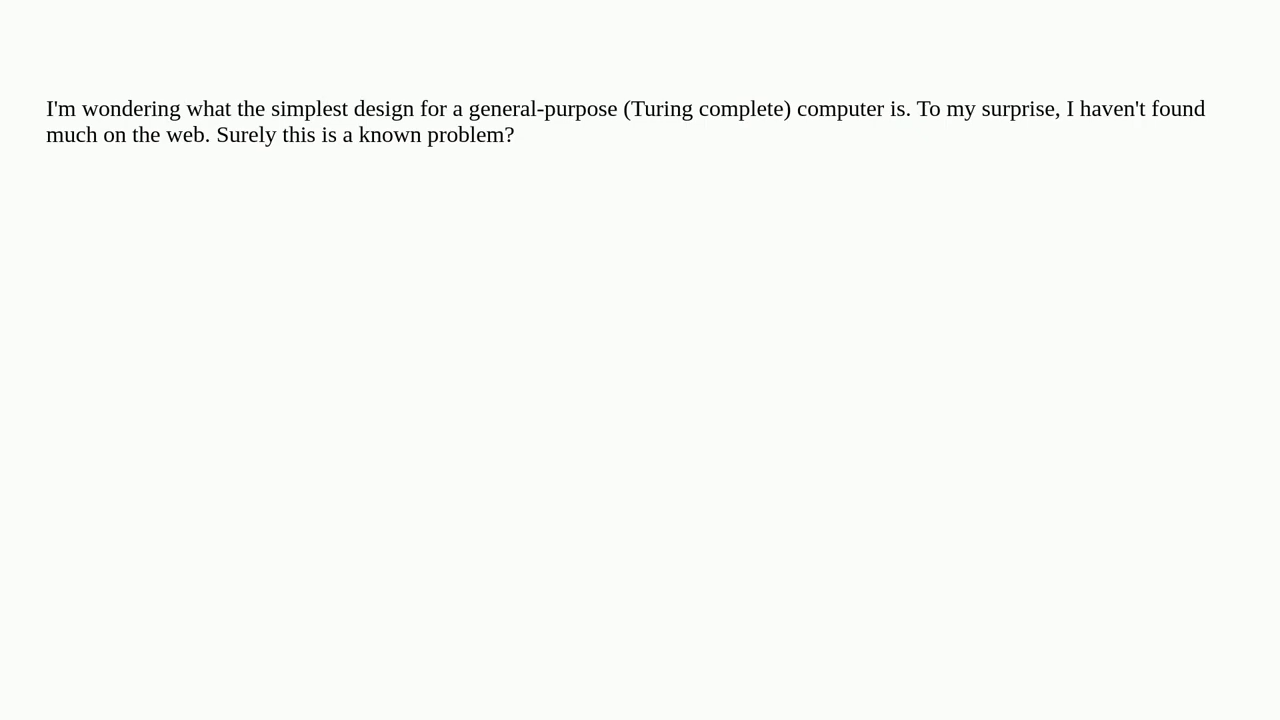 I'm wondering what the simplest design for a general-purpose (Turing complete) computer is. To my surprise, I haven't found
much on the web. Surely this is a known problem?